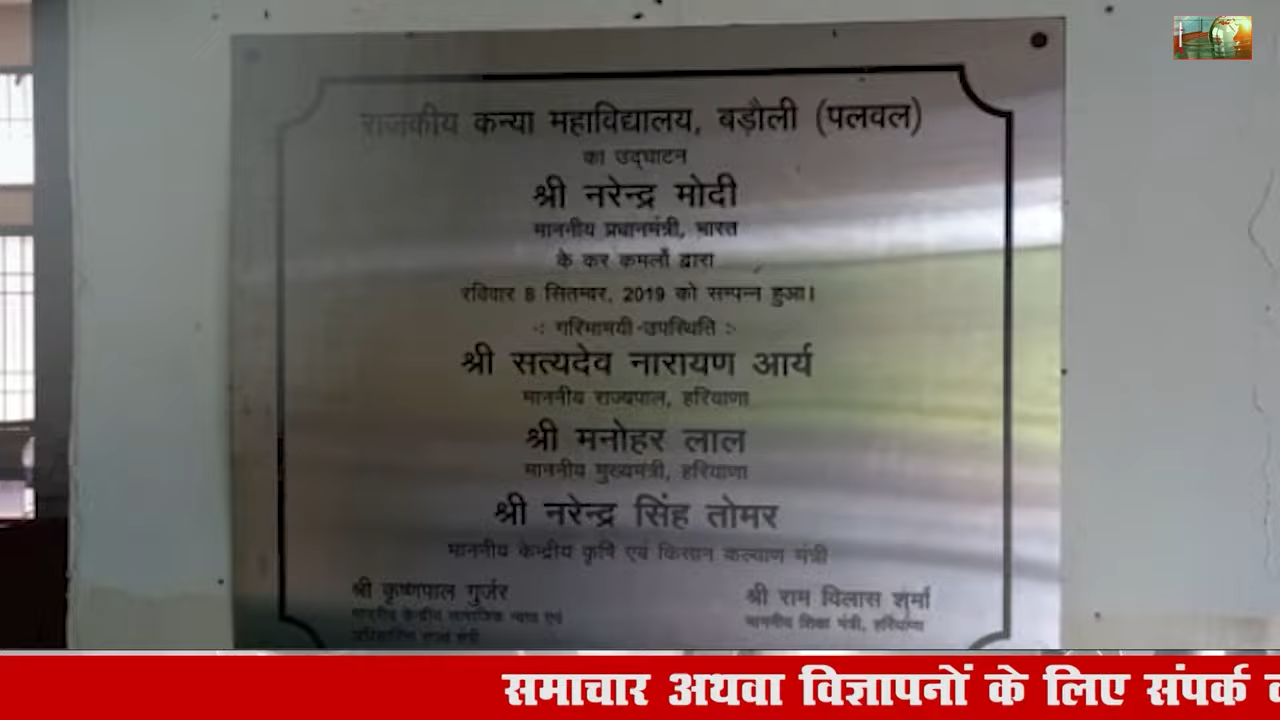 राजकीय कन्या महाविद्यालय, बड़ौली (पलवल)
का उद्घाटन
श्री नरेन्द्र मोदी
माननीय प्रधानमंत्री, भारत
के कर कमलों द्वारा
रविवार 8 सितम्बर, 2019 को सम्पन्न हुआ।
-: गरिमामयी उपस्थिति :-
श्री सत्यदेव नारायण आर्य
माननीय राज्यपाल, हरियाणा
श्री मनोहर लाल
माननीय मुख्यमंत्री, हरियाणा
श्री नरेन्द्र सिंह तोमर
माननीय केन्द्रीय कृषि एवं किसान कल्याण मंत्री
श्री कृष्णपाल गुर्जर
माननीय केन्द्रीय सामाजिक न्याय एवं
श्री राम विलास शर्मा
माननीय शिक्षा मंत्री, हरियाणा
समाचार अथवा विज्ञापनों के लिए संपर्क